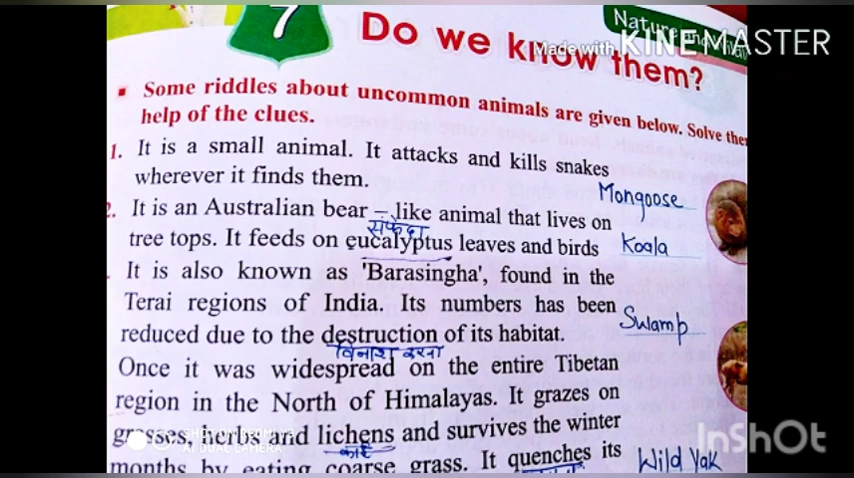 7
Do we know them?
Nature and
Made with KINEMASTER
Some riddles about uncommon animals are given below. Solve
help of the clues.
1. It is a small animal. It attacks and kills snakes
wherever it finds them.
Mongoose
2. It is an Australian bear – like animal that lives on
संफेदा
tree tops. It feeds on eucalyptus leaves and birds
Koala
It is also known as 'Barasingha', found in the
Terai regions of India. Its numbers has been
Swamp
reduced due to the destruction of its habitat.
विनाश करना
Once it was widespread on the entire Tibetan
region in the North of Himalayas. It grazes on
grasses, herbs and lichens and survives the winter
AI DUAL CAMERA
काई
months by eating coarse grass. It quenches its
Wild Yak
InShOt